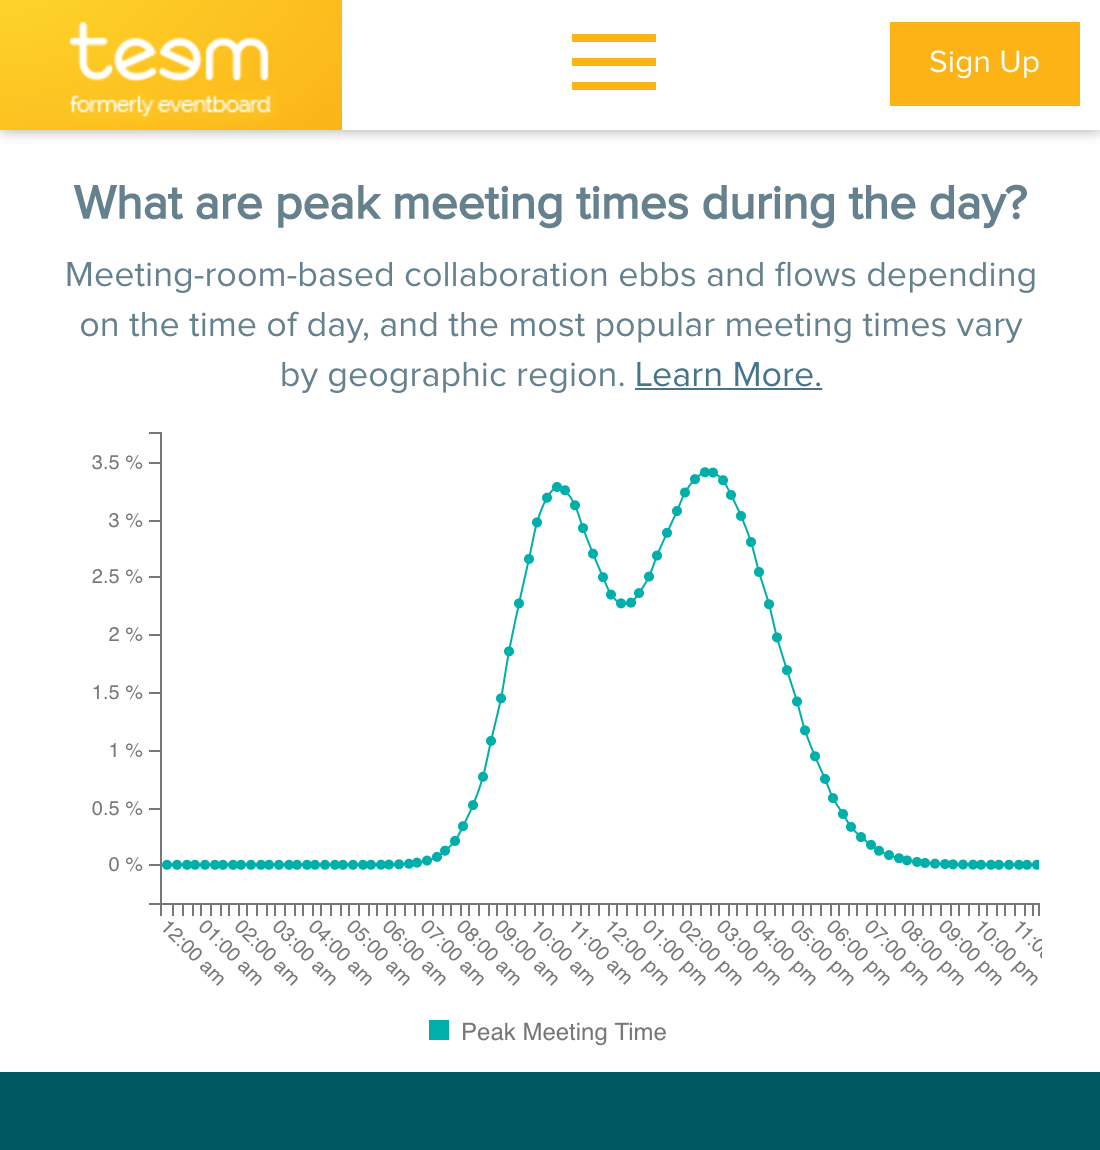 teem
formerly eventboard
Sign Up
What are peak meeting times during the day?
Meeting-room-based collaboration ebbs and flows depending
on the time of day, and the most popular meeting times vary
by geographic region. Learn More.
3.5 %
3 %
2.5 %
2 %
1.5 %
1 %
0.5 %
0 %
12:00 am
01:00 am
02:00 am
03:00 am
04:00 am
05:00 am
06:00 am
07:00 am
08:00 am
09:00 am
10:00 am
11:00 am
12:00 pm
01:00 pm
02:00 pm
03:00 pm
04:00 pm
05:00 pm
06:00 pm
07:00 pm
08:00 pm
09:00 pm
10:00 pm
Peak Meeting Time